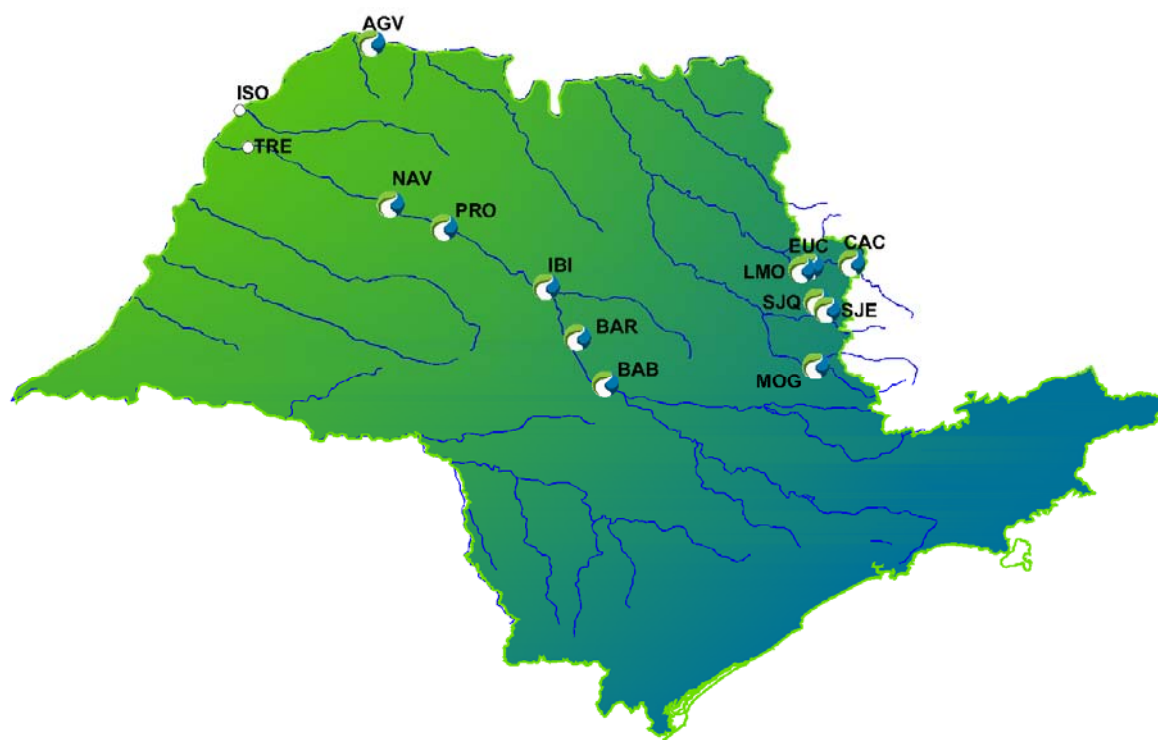 AGV
ISO
TRE
NAV
PRO
EUC CAC
LMO
IBI
SJQ
SJE
BAR
MOG
BAB